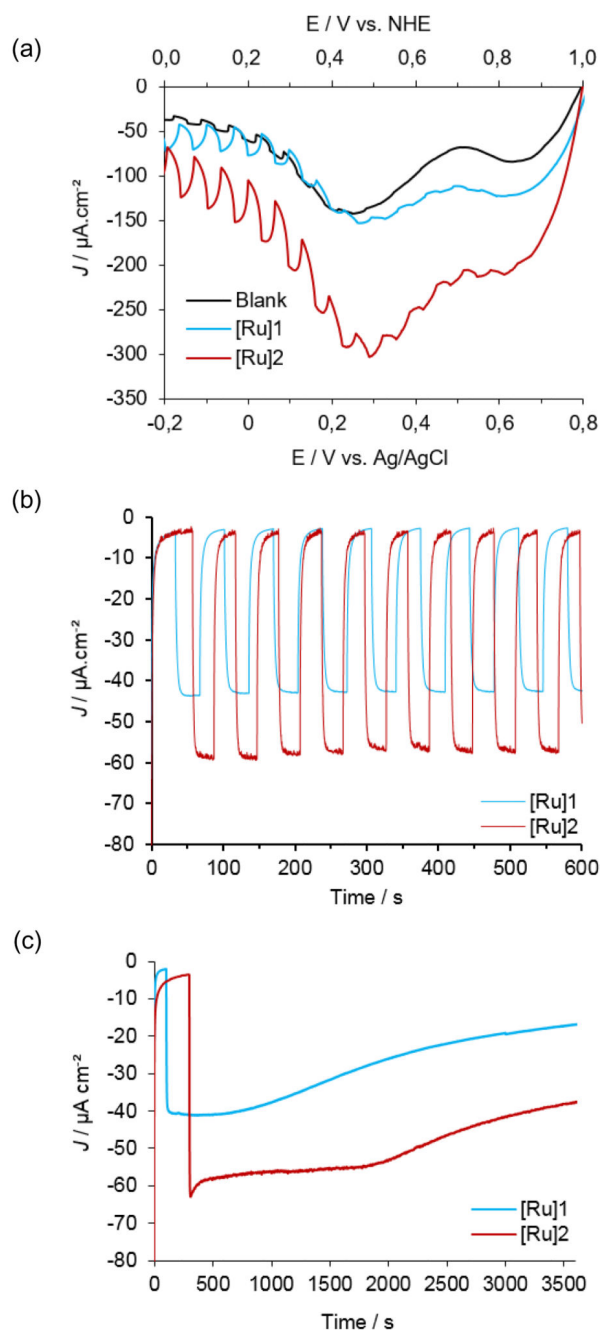 (a)
E / V vs. NHE
0,0 0,2 0,4 0,6 0,8 1,0
0
-50
-100
-150
-200
-250
-300
-350
J / µA.cm⁻²
Blank
[Ru]1
[Ru]2
-0,2 0 0,2 0,4 0,6 0,8
E / V vs. Ag/AgCl
(b)
0
-10
-20
-30
-40
-50
-60
-70
-80
J / µA.cm⁻²
[Ru]1
[Ru]2
0 100 200 300 400 500 600
Time / s
(c)
0
-10
-20
-30
-40
-50
-60
-70
-80
J / µA cm⁻²
[Ru]1
[Ru]2
0 500 1000 1500 2000 2500 3000 3500
Time / s